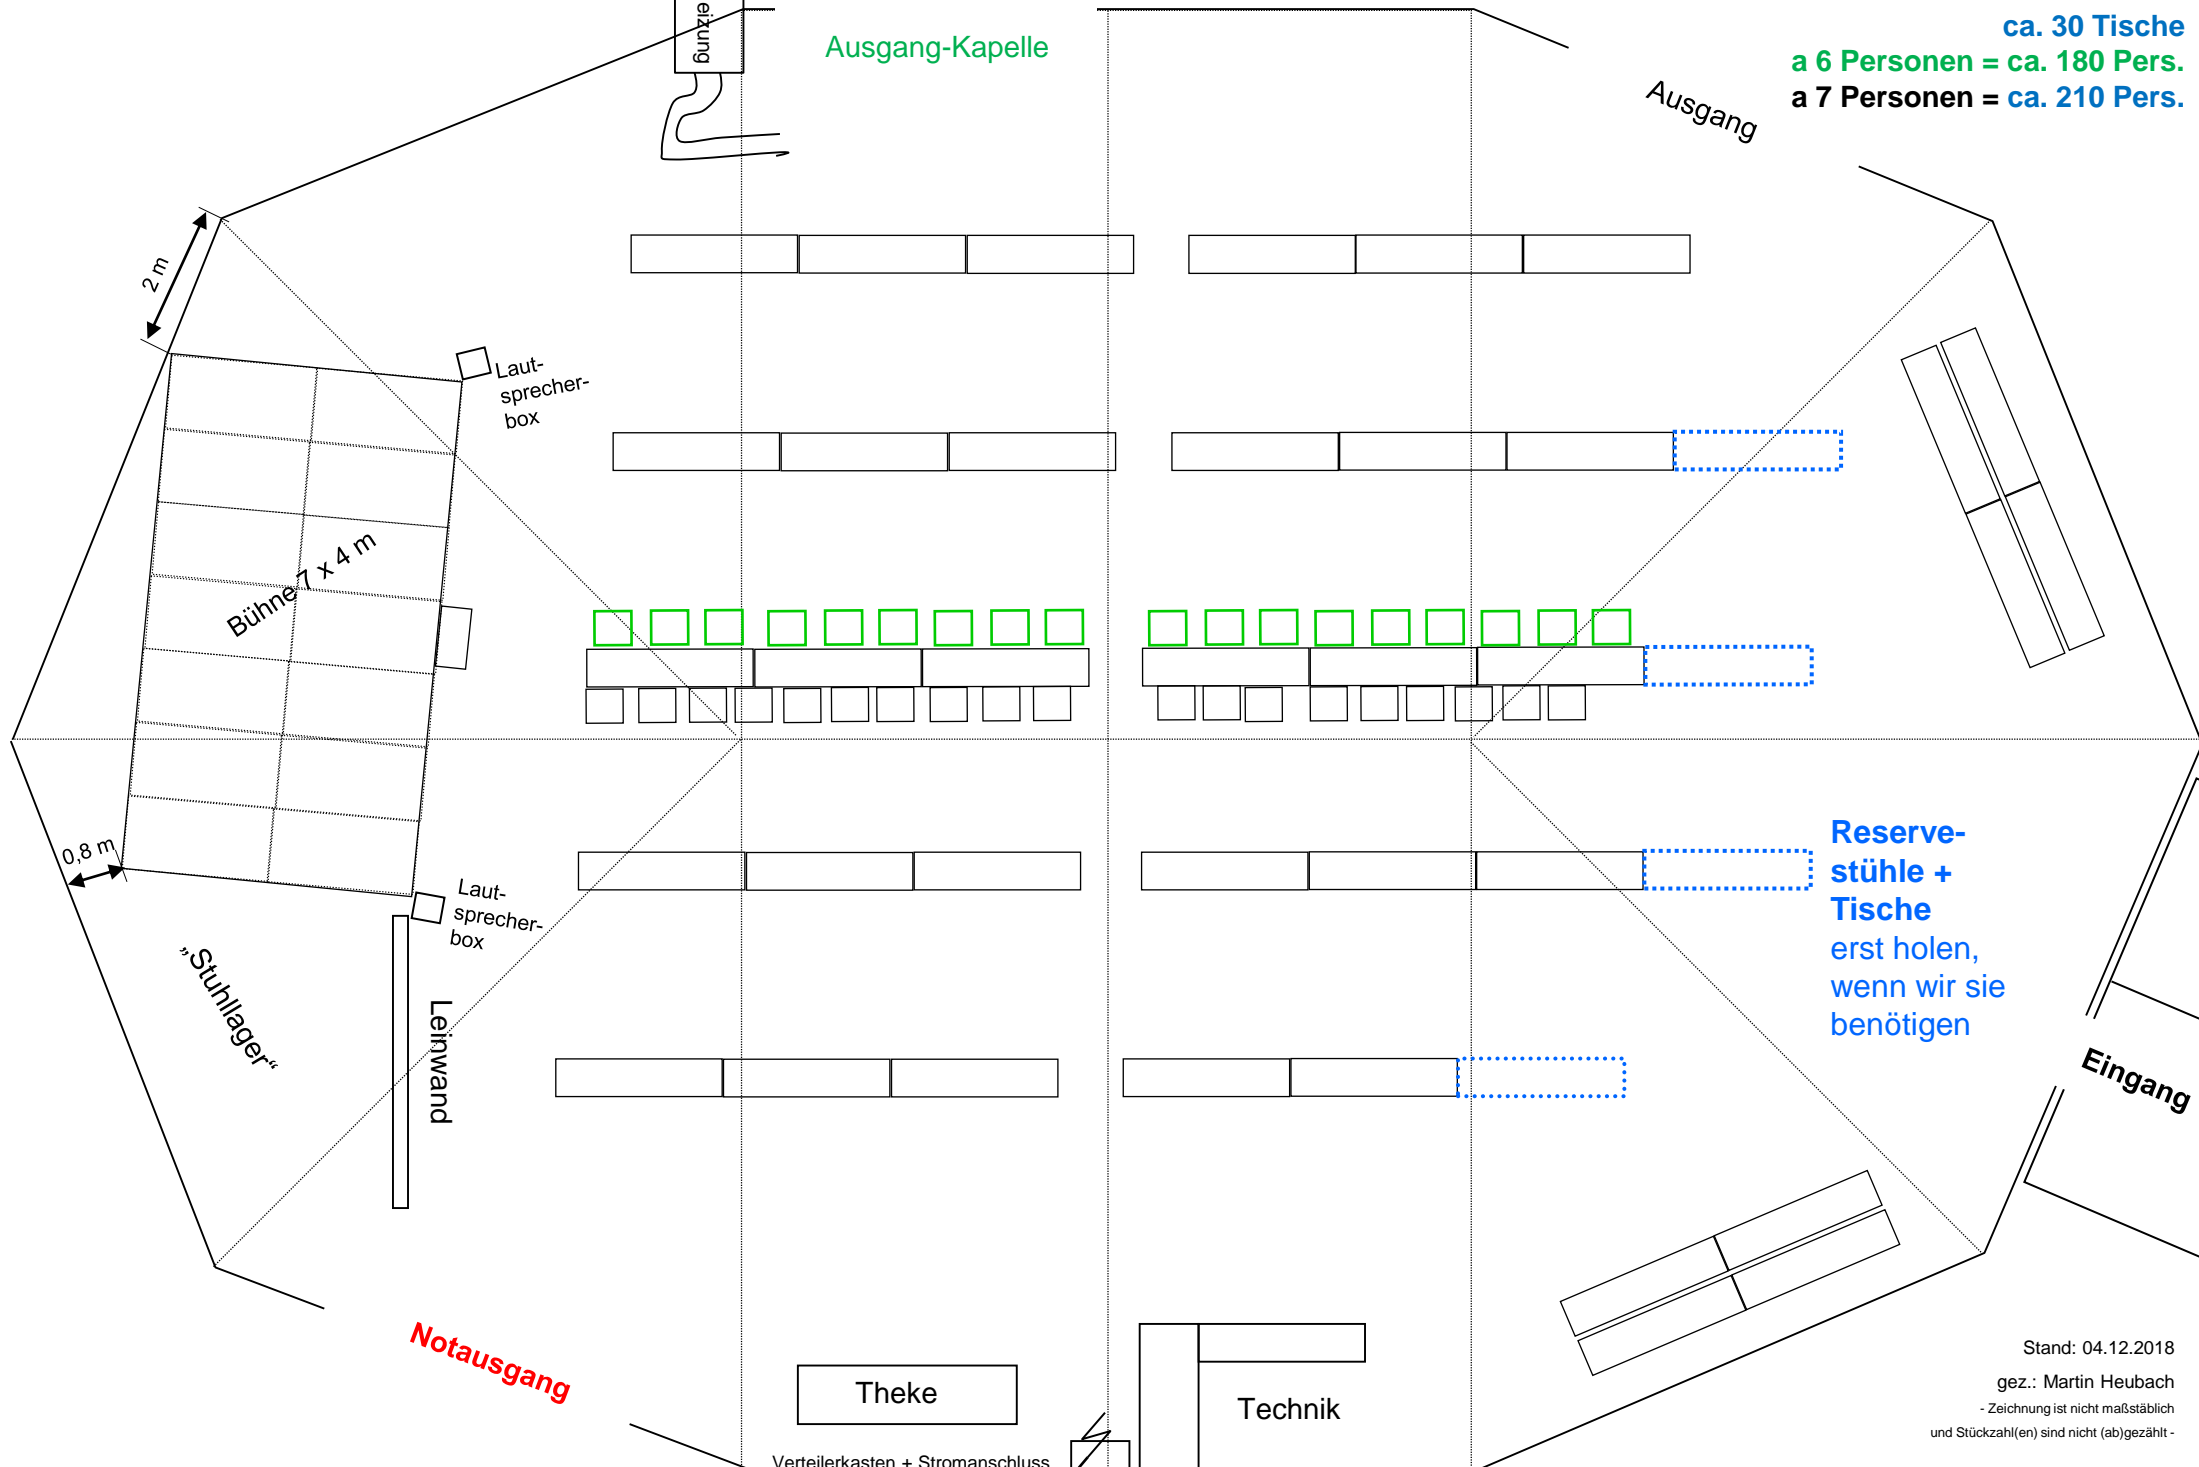 eizung
Ausgang-Kapelle
ca. 30 Tische
a 6 Personen = ca. 180 Pers.
a 7 Personen = ca. 210 Pers.
Ausgang
2 m
Laut-
sprecher-
box
Bühne 7 x 4 m
0,8 m
Laut-
sprecher-
box
„Stuhllager“
Leinwand
Reserve-
stühle +
Tische
erst holen,
wenn wir sie
benötigen
Eingang
Notausgang
Theke
Technik
Verteilerkasten + Stromanschluss
Stand: 04.12.2018
gez.: Martin Heubach
- Zeichnung ist nicht maßstäblich
und Stückzahl(en) sind nicht (ab)gezählt -